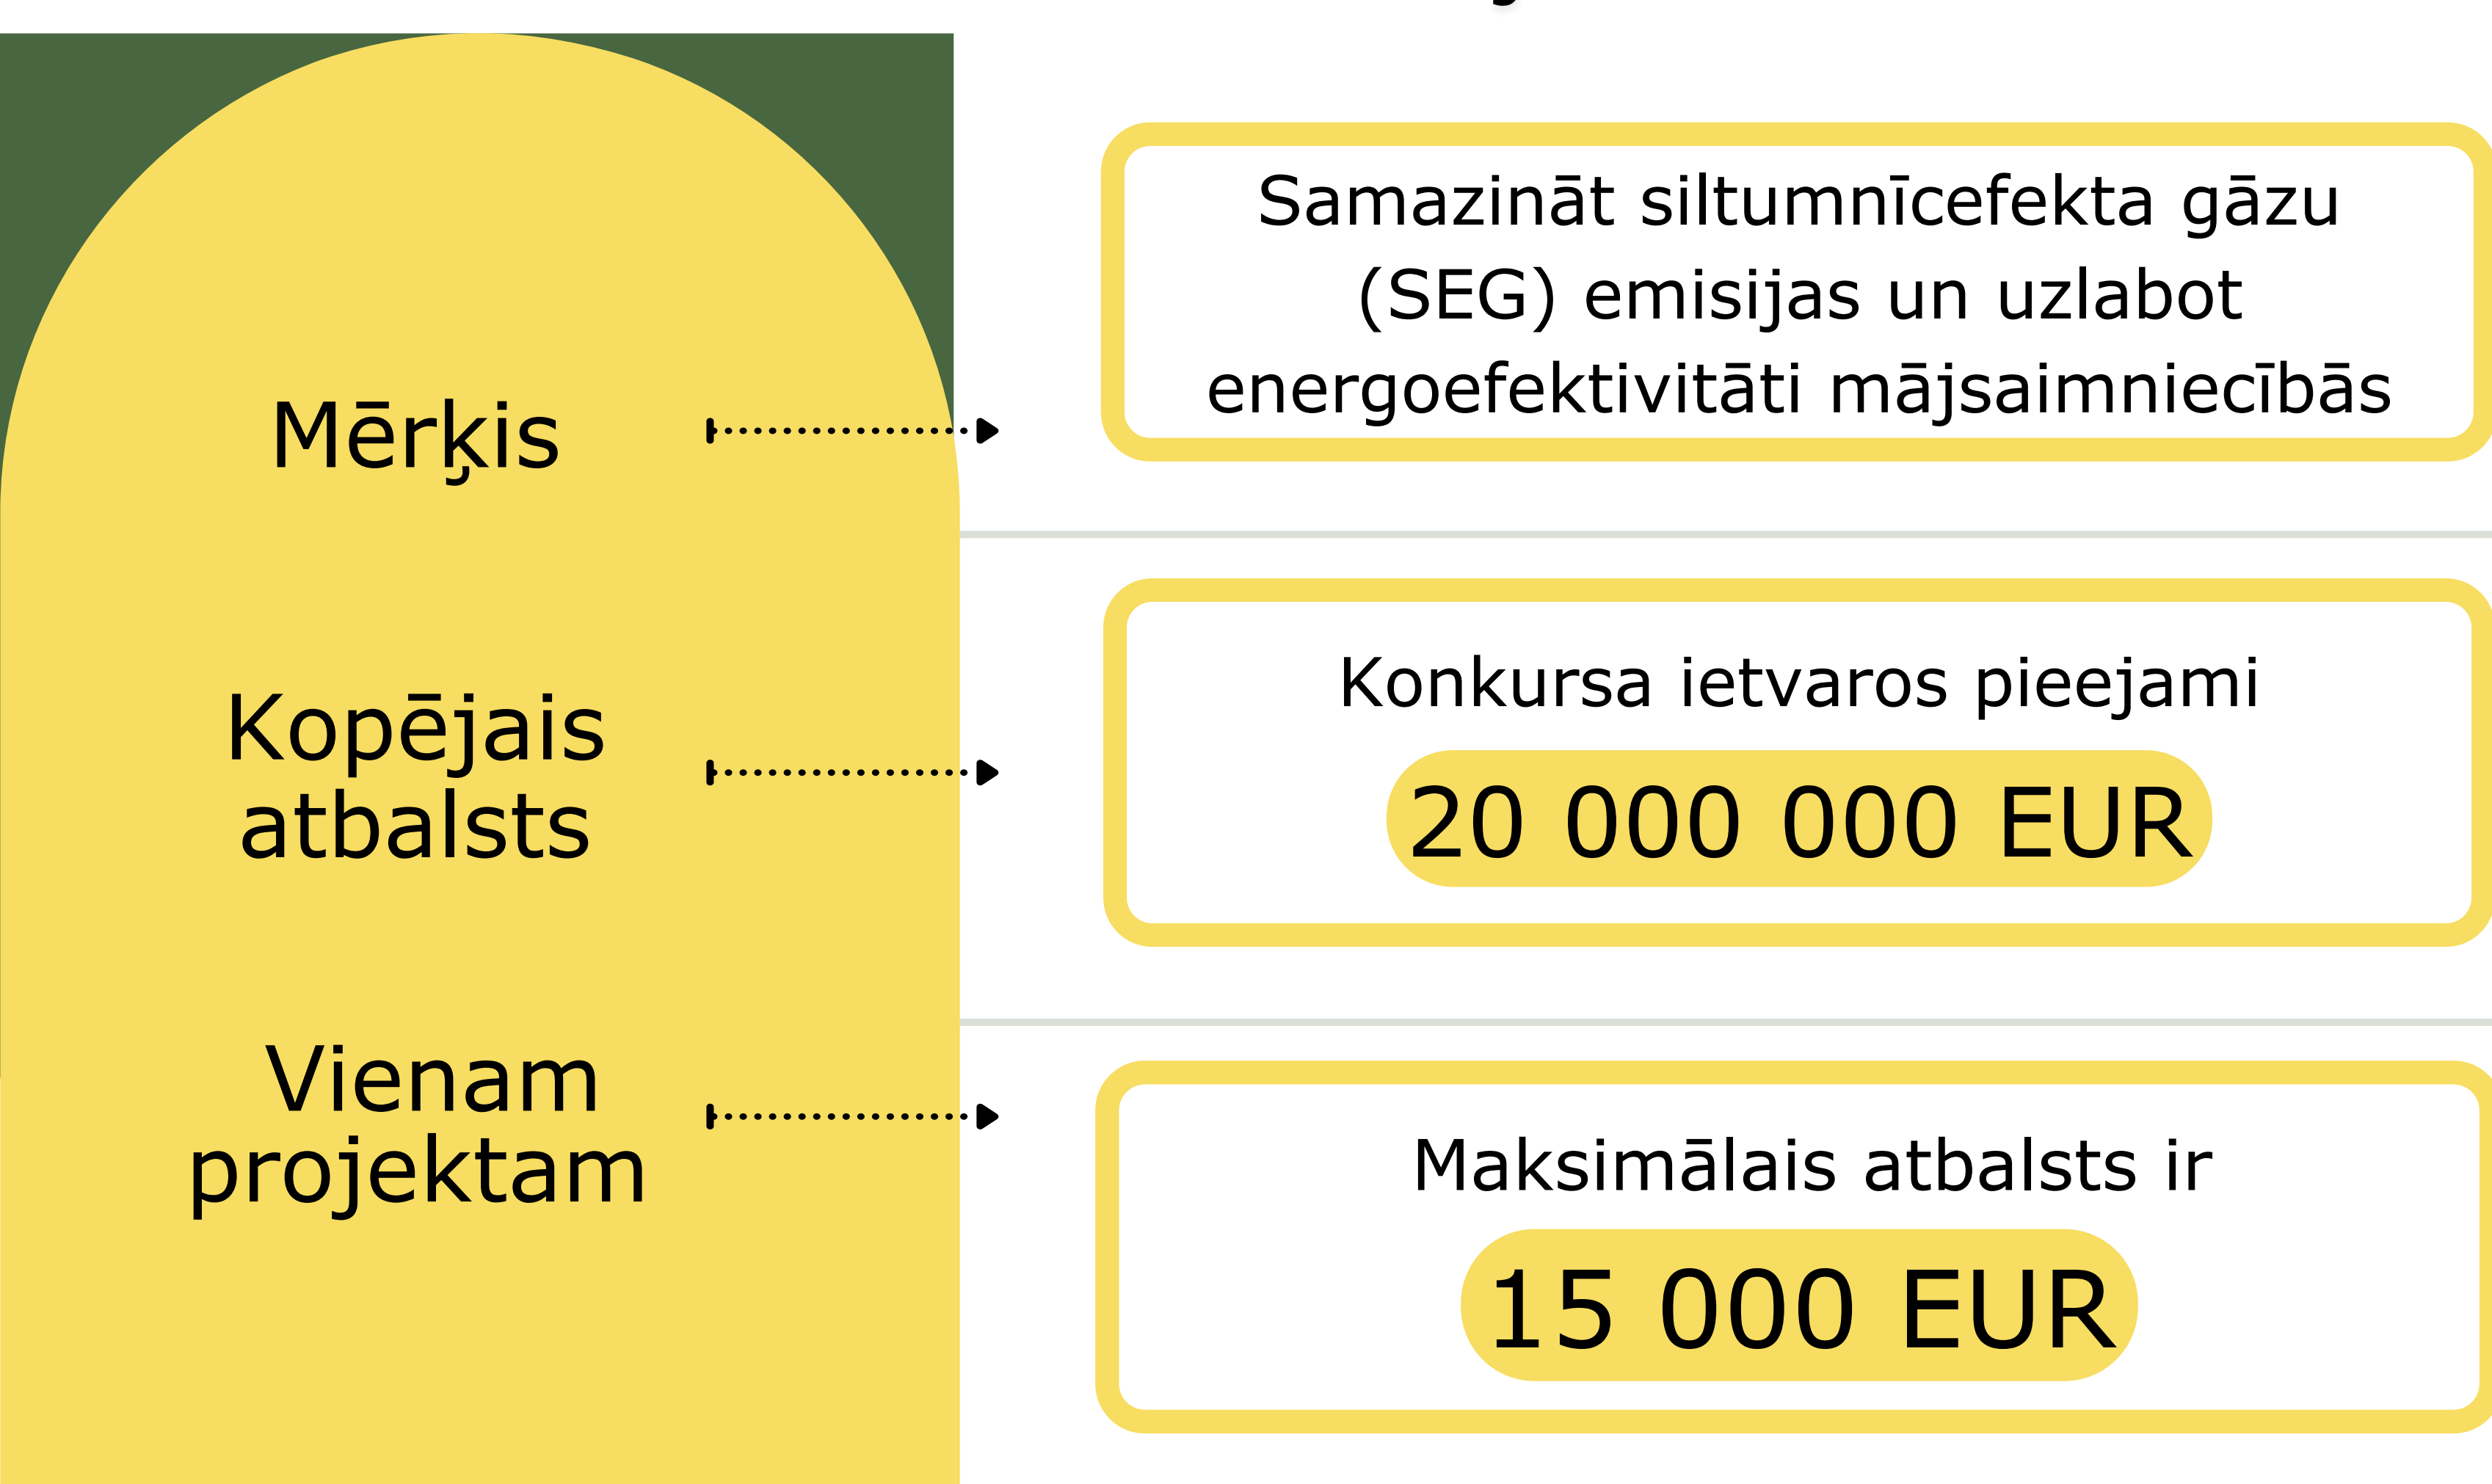 Mērķis
Samazināt siltumnīcefekta gāzu
(SEG) emisijas un uzlabot
energoefektivitāti mājsaimniecībās
Kopējais
atbalsts
Konkursa ietvaros pieejami
20 000 000 EUR
Vienam
projektam
Maksimālais atbalsts ir
15 000 EUR